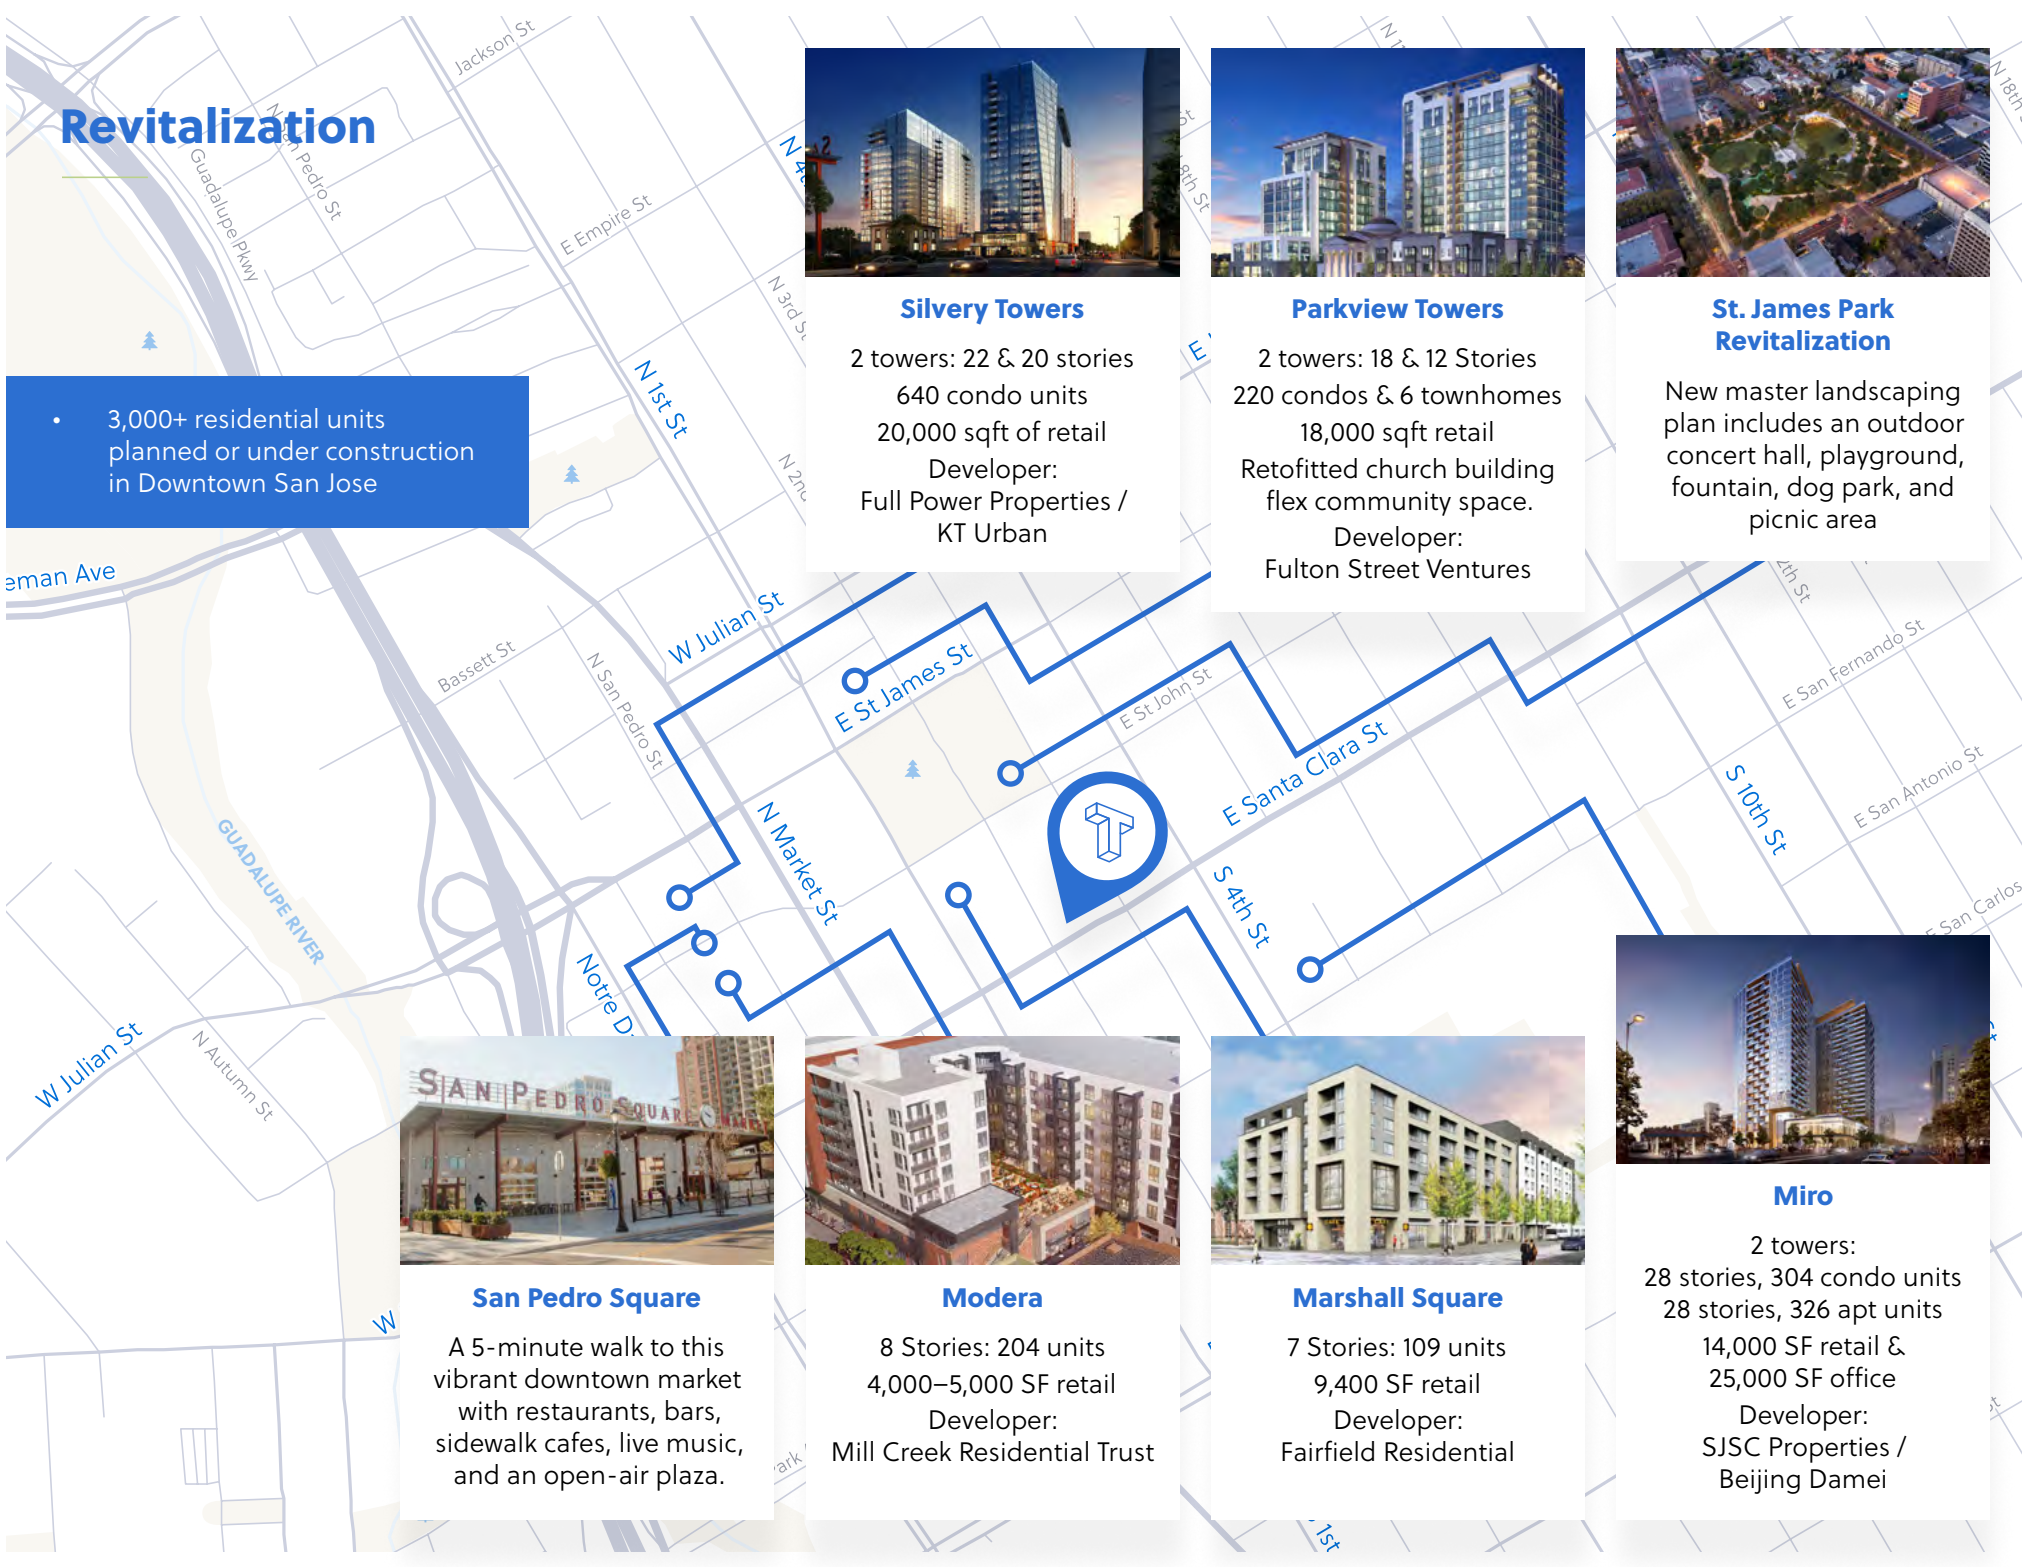 Revitalization
• 3,000+ residential units
planned or under construction
in Downtown San Jose
Silvery Towers
2 towers: 22 & 20 stories
640 condo units
20,000 sqft of retail
Developer:
Full Power Properties /
KT Urban
Parkview Towers
2 towers: 18 & 12 Stories
220 condos & 6 townhomes
18,000 sqft retail
Retofitted church building
flex community space.
Developer:
Fulton Street Ventures
St. James Park
Revitalization
New master landscaping
plan includes an outdoor
concert hall, playground,
fountain, dog park, and
picnic area
San Pedro Square
A 5-minute walk to this
vibrant downtown market
with restaurants, bars,
sidewalk cafes, live music,
and an open-air plaza.
Modera
8 Stories: 204 units
4,000–5,000 SF retail
Developer:
Mill Creek Residential Trust
Marshall Square
7 Stories: 109 units
9,400 SF retail
Developer:
Fairfield Residential
Miro
2 towers:
28 stories, 304 condo units
28 stories, 326 apt units
14,000 SF retail &
25,000 SF office
Developer:
SJSC Properties /
Beijing Damei
Jackson St
N San Pedro St
Guadalupe Pkwy
E Empire St
N 3rd St
N 1st St
N 2nd
8th St
N 18th
eman Ave
W Julian St
Bassett St
N San Pedro St
E St James St
E St John St
E Santa Clara St
N Market St
S 4th St
S 10th St
E San Fernando St
E San Antonio St
E San Carlos
GUADALUPE RIVER
Notre D
W Julian St
N Autumn St
W
SAN PEDRO SQUARE
1st